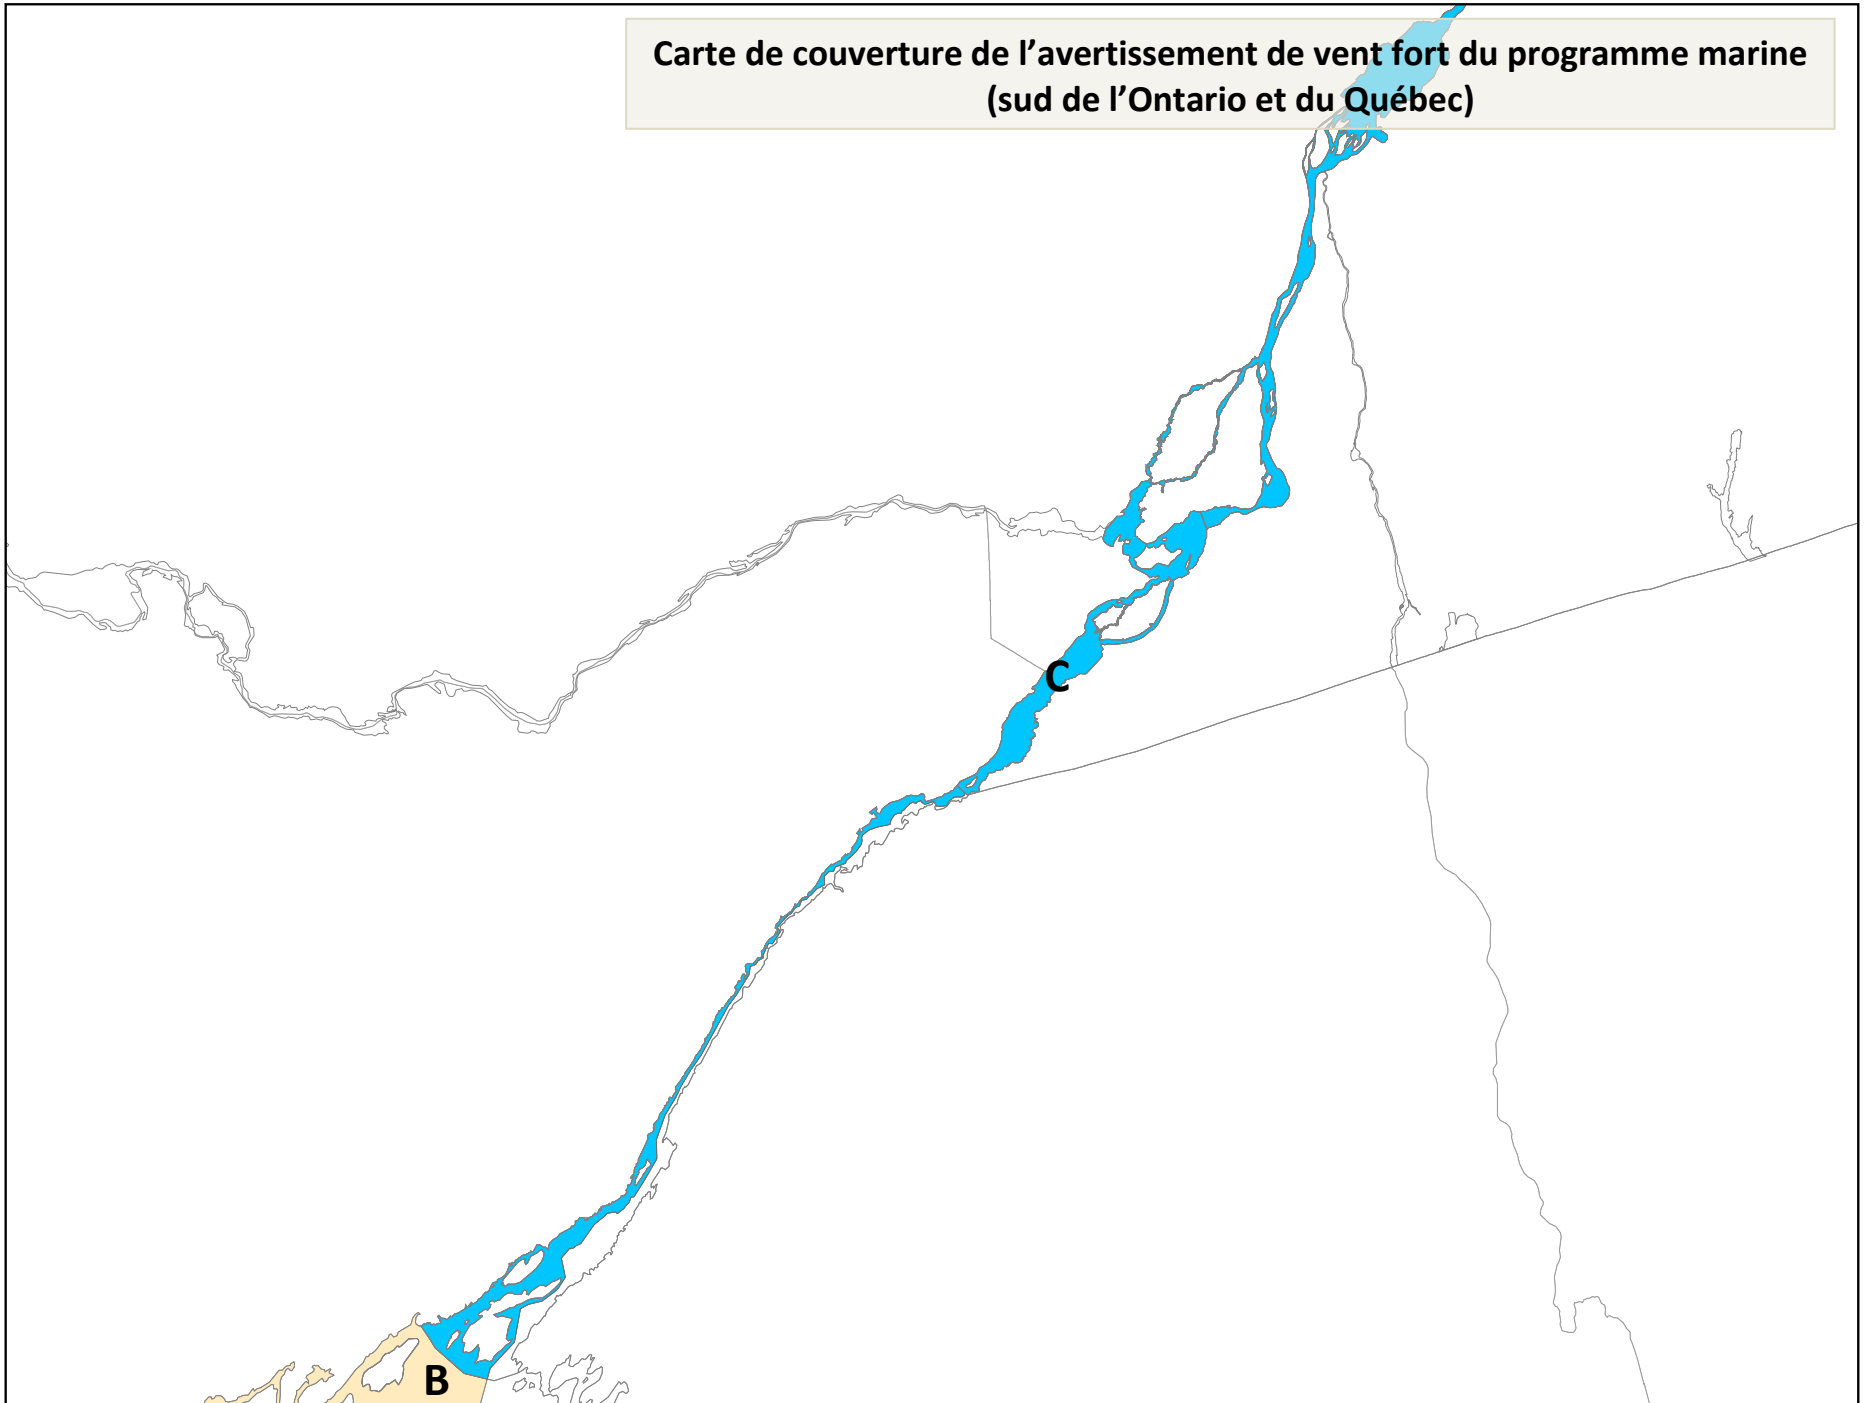 Carte de couverture de l’avertissement de vent fort du programme marine
(sud de l’Ontario et du Québec)
C
B